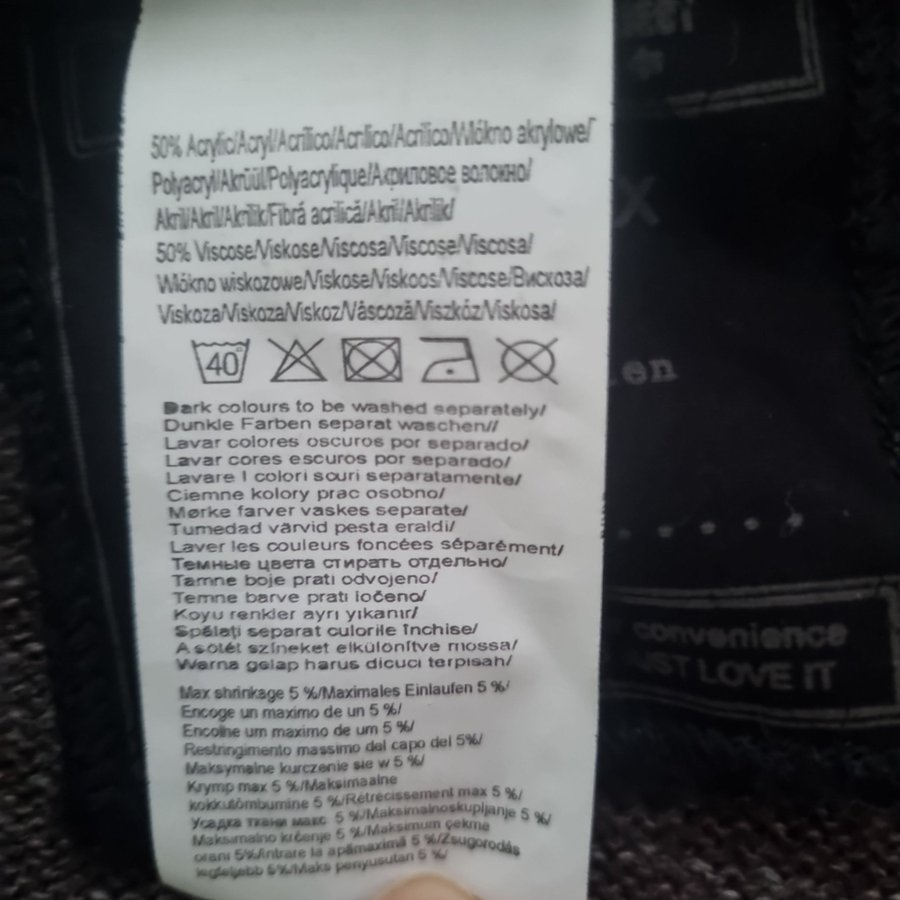 50% Acrylic/Acryl/Acrílico/Acrílico/Acrilico/Włókno akrylowe/
Polyacryl/Akrüül/Polyacrylique/Акриловое волокно/
Akril/Akril/Akrilik/Fibră acrilică/Akril/Akrilik/
50% Viscose/Viskose/Viscosa/Viscose/Viscosa/
Włókno wiskozowe/Viskose/Viskoos/Viscose/Вискоза/
Viskoza/Viskoza/Viskoz/Vâscoză/Viszkóz/Viskosa/
40°
Dark colours to be washed separately/
Dunkle Farben separat waschen//
Lavar colores oscuros por separado/
Lavar cores escuros por separado/
Lavare I colori scuri separatamente/
Ciemne kolory prac osobno/
Mørke farver vaskes separate/
Tumedad värvid pesta eraldi/
Laver les couleurs foncées séparément/
Темные цвета стирать отдельно/
Tamne boje prati odvojeno/
Temne barve prati ločeno/
Koyu renkler ayrı yıkanır/
Spălați separat culorile închise/
A sötét színeket elkülönítve mossa/
Warna gelap harus dicuci terpisah/
Max shrinkage 5 %/Maximales Einlaufen 5 %/
Encoge un maximo de un 5 %/
Encolhe um maximo de um 5 %/
Restringimento massimo del capo del 5%/
Maksymalne kurczenie sie w 5 %/
Krymp max 5 %/Maksimaalne
kokkutõmbumine 5 %/Rétrécissement max 5 %/
Усадка ткани макс 5 %/Maksimalnoskupljanje 5 %/
Maksimalno krčenje 5 %/Maksimum çekme
oranı 5%/Intrare la apă maximă 5 %/Zsugorodás
legfeljebb 5%/Maks penyusutan 5 %/
X
en
convenience
ST LOVE IT